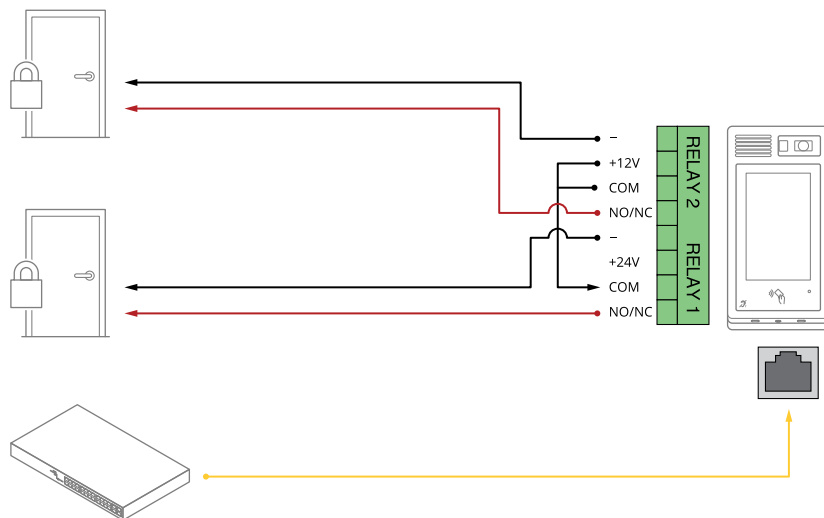 –
+12V
COM
NO/NC
–
+24V
COM
NO/NC
RELAY 2
RELAY 1